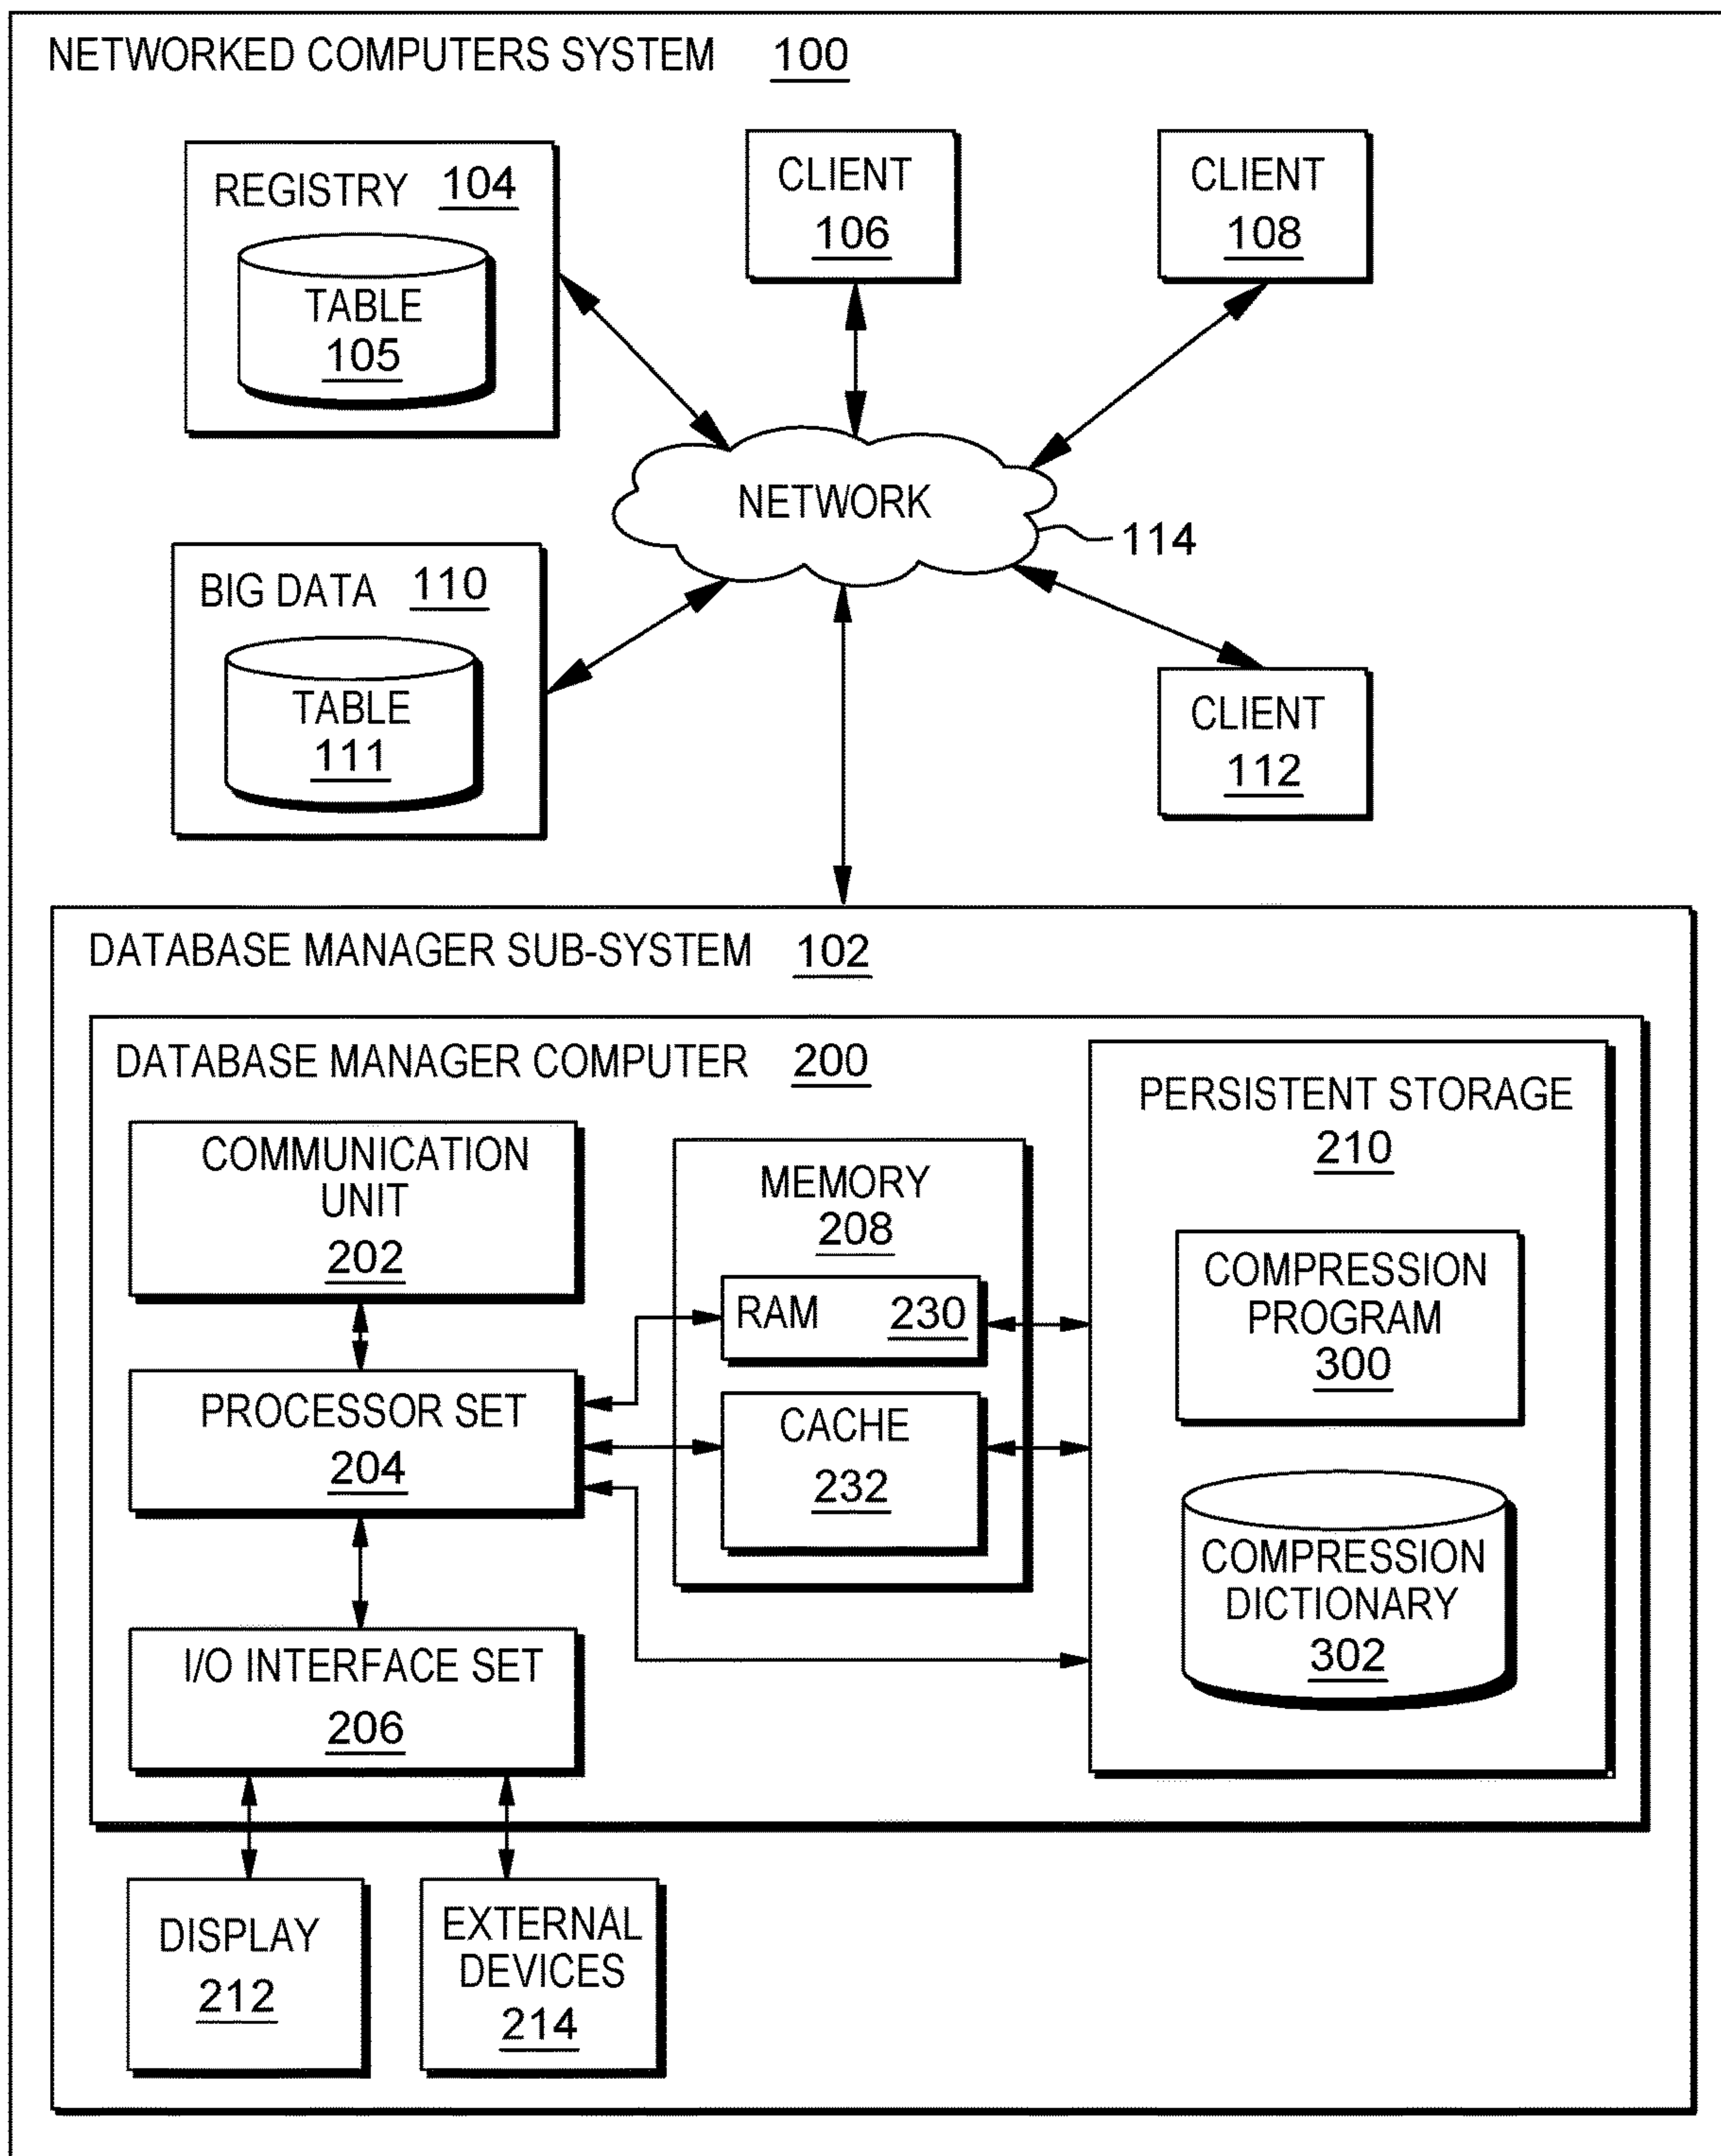 NETWORKED COMPUTERS SYSTEM 100
REGISTRY 104
TABLE
105
CLIENT
106
CLIENT
108
NETWORK
114
BIG DATA 110
TABLE
111
CLIENT
112
DATABASE MANAGER SUB-SYSTEM 102
DATABASE MANAGER COMPUTER 200
COMMUNICATION
UNIT
202
PROCESSOR SET
204
I/O INTERFACE SET
206
MEMORY
208
RAM 230
CACHE
232
PERSISTENT STORAGE
210
COMPRESSION
PROGRAM
300
COMPRESSION
DICTIONARY
302
DISPLAY
212
EXTERNAL
DEVICES
214